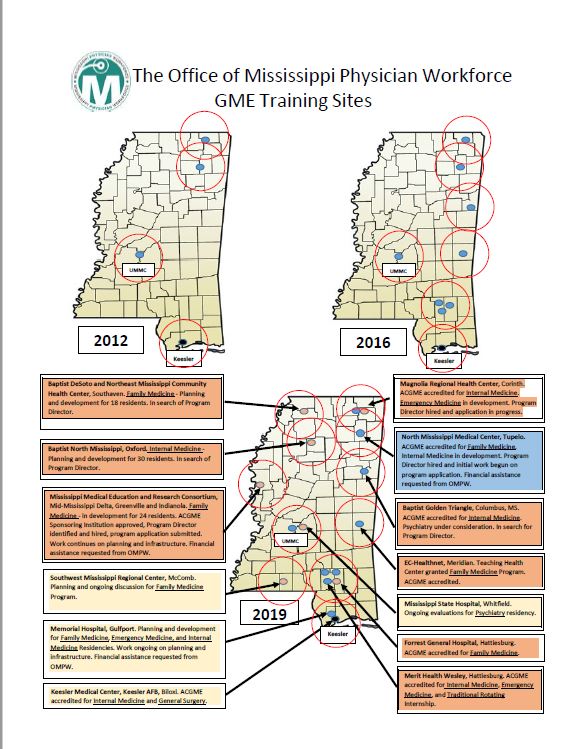 The Office of Mississippi Physician Workforce
GME Training Sites
UMMC
2012
Keesler
UMMC
2016
Keesler
Baptist DeSoto and Northeast Mississippi Community
Health Center, Southaven. Family Medicine - Planning
and development for 18 residents. In search of Program
Director.
Baptist North Mississippi, Oxford. Internal Medicine -
Planning and development for 30 residents. In search of
Program Director.
Mississippi Medical Education and Research Consortium,
Mid-Mississippi Delta, Greenville and Indianola. Family
Medicine - In development for 24 residents. ACGME
Sponsoring Institution approved, Program Director
identified and hired, program application submitted.
Work continues on planning and infrastructure. Financial
assistance requested from OMPW.
Southwest Mississippi Regional Center, McComb.
Planning and ongoing discussion for Family Medicine
Program.
Memorial Hospital, Gulfport. Planning and development
for Family Medicine, Emergency Medicine, and Internal
Medicine Residencies. Work ongoing on planning and
infrastructure. Financial assistance requested from
OMPW.
Keesler Medical Center, Keesler AFB, Biloxi. ACGME
accredited for Internal Medicine and General Surgery.
UMMC
2019
Keesler
Magnolia Regional Health Center, Corinth.
ACGME accredited for Internal Medicine.
Emergency Medicine in development. Program
Director hired and application in progress.
North Mississippi Medical Center, Tupelo.
ACGME accredited for Family Medicine.
Internal Medicine in development. Program
Director hired and initial work begun on
program application. Financial assistance
requested from OMPW.
Baptist Golden Triangle, Columbus, MS.
ACGME accredited for Internal Medicine.
Psychiatry under consideration. In search for
Program Director.
EC-Healthnet, Meridian. Teaching Health
Center granted Family Medicine Program.
ACGME accredited.
Mississippi State Hospital, Whitfield.
Ongoing evaluations for Psychiatry residency.
Forrest General Hospital, Hattiesburg.
ACGME accredited for Family Medicine.
Merit Health Wesley, Hattiesburg. ACGME
accredited for Internal Medicine, Emergency
Medicine, and Traditional Rotating
Internship.